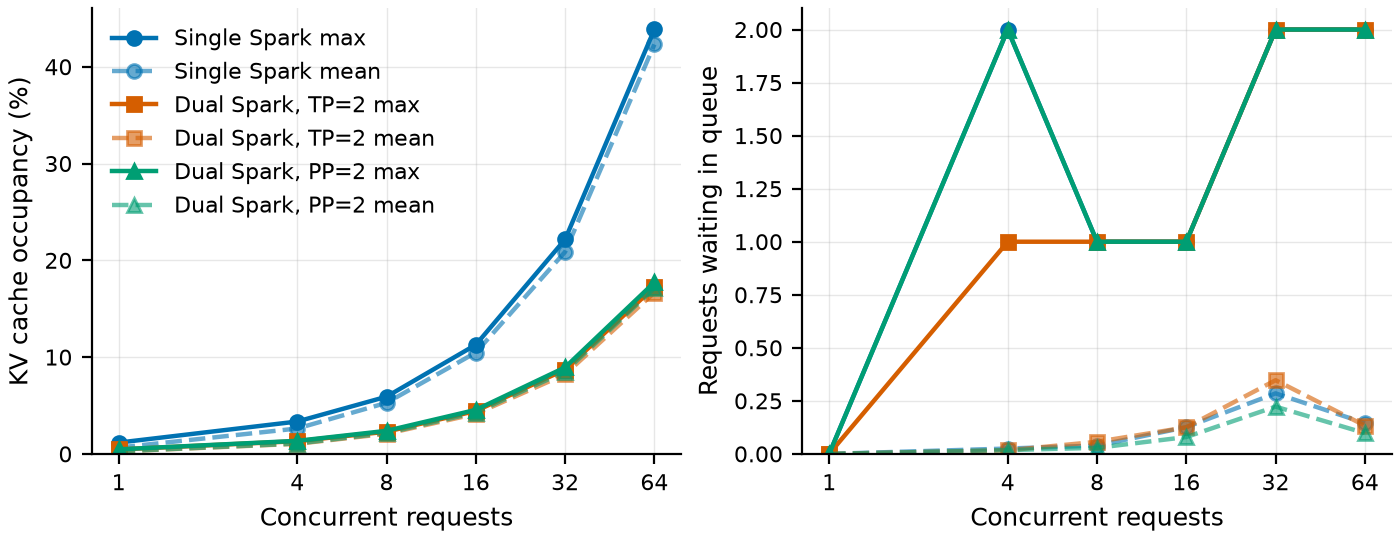 KV cache occupancy (%)
40
30
20
10
0
Single Spark max
Single Spark mean
Dual Spark, TP=2 max
Dual Spark, TP=2 mean
Dual Spark, PP=2 max
Dual Spark, PP=2 mean
1 4 8 16 32 64
Concurrent requests
Requests waiting in queue
2.00
1.75
1.50
1.25
1.00
0.75
0.50
0.25
0.00
1 4 8 16 32 64
Concurrent requests